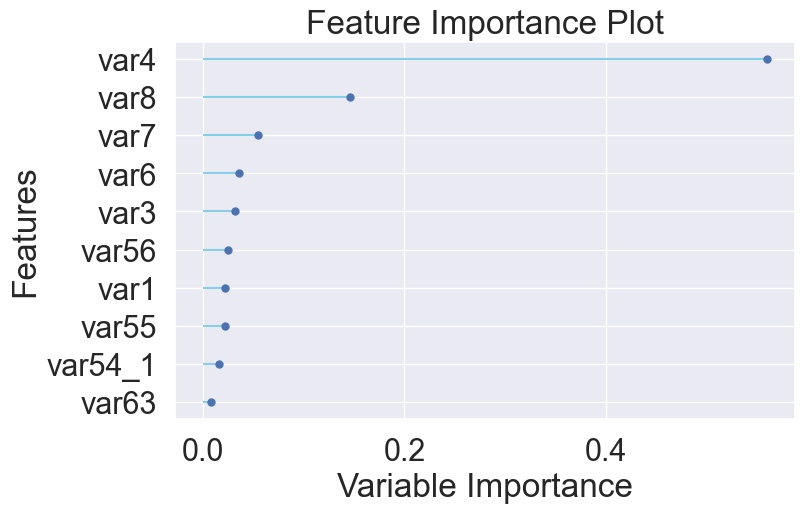 Feature Importance Plot
Features
var4
var8
var7
var6
var3
var56
var1
var55
var54_1
var63
0.0 0.2 0.4
Variable Importance